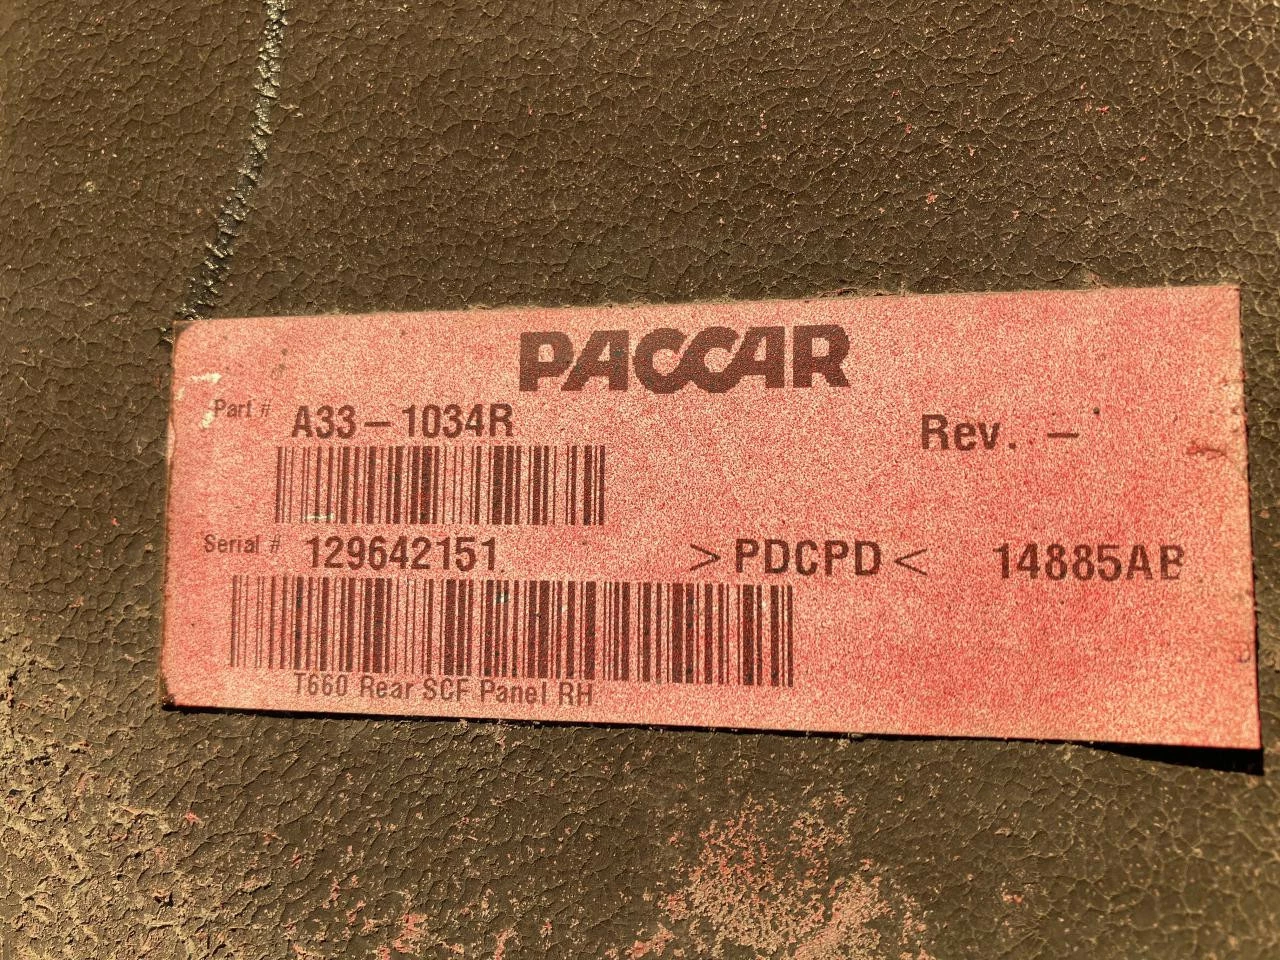 PACCAR
Part # A33-1034R Rev. -
Serial # 129642151 >PDCPD< 14885AB
T660 Rear SCF Panel RH